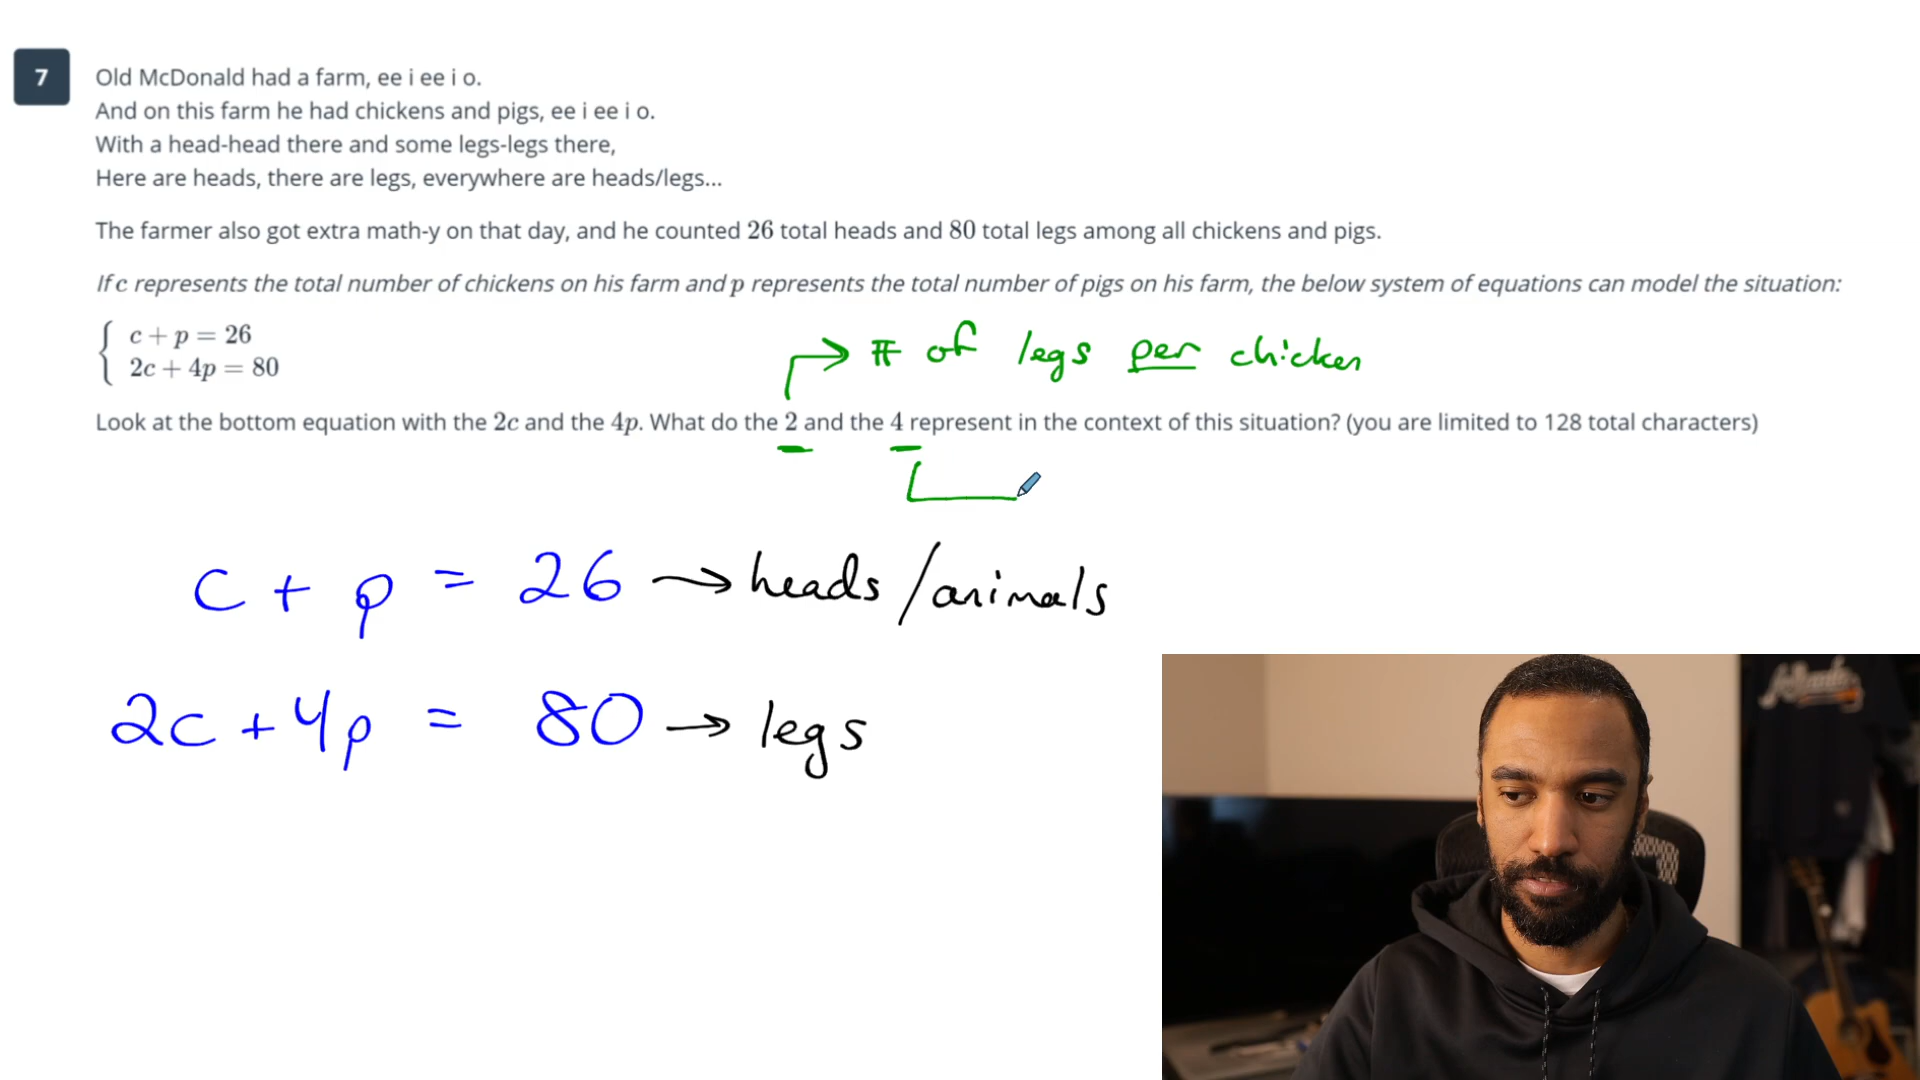 7
Old McDonald had a farm, ee i ee i o.
And on this farm he had chickens and pigs, ee i ee i o.
With a head-head there and some legs-legs there,
Here are heads, there are legs, everywhere are heads/legs...
The farmer also got extra math-y on that day, and he counted 26 total heads and 80 total legs among all chickens and pigs.
If c represents the total number of chickens on his farm and p represents the total number of pigs on his farm, the below system of equations can model the situation:
c + p = 26
2c + 4p = 80
# of legs per chicken
Look at the bottom equation with the 2c and the 4p. What do the 2 and the 4 represent in the context of this situation? (you are limited to 128 total characters)
c + p = 26 → heads/animals
2c + 4p = 80 → legs